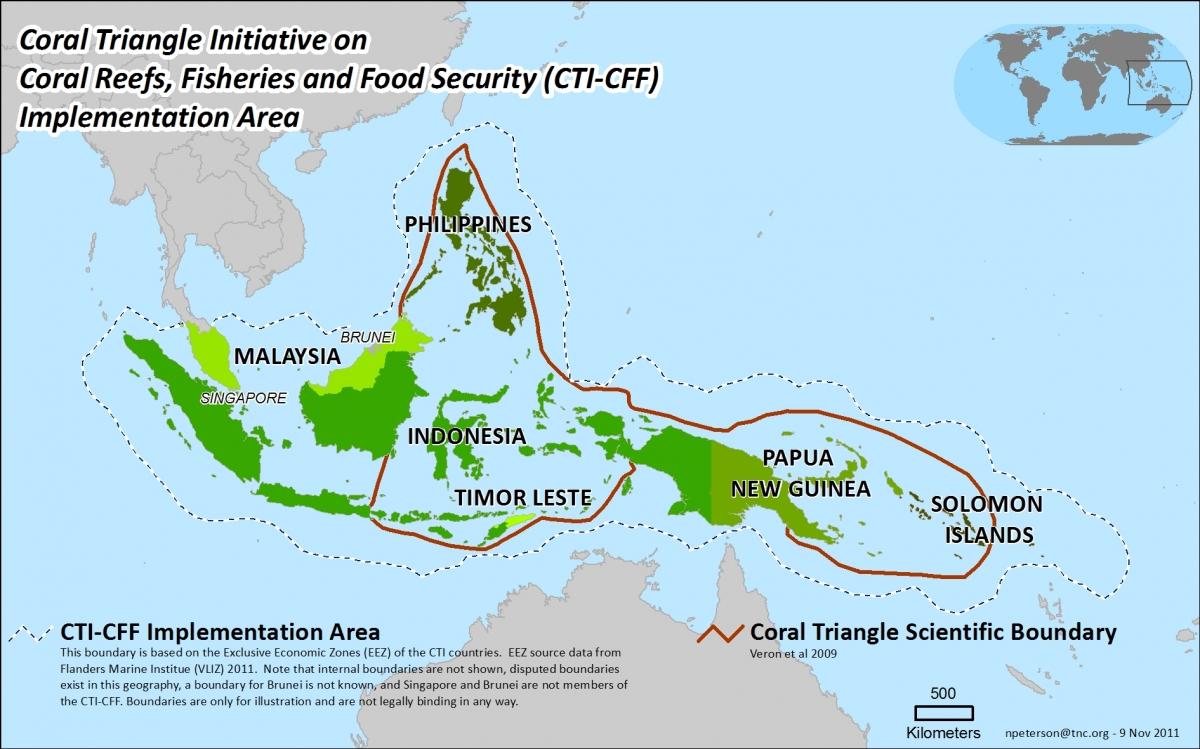 Coral Triangle Initiative on
Coral Reefs, Fisheries and Food Security (CTI-CFF)
Implementation Area
PHILIPPINES
BRUNEI
MALAYSIA
SINGAPORE
INDONESIA
PAPUA
NEW GUINEA
TIMOR LESTE
SOLOMON
ISLANDS
CTI-CFF Implementation Area
This boundary is based on the Exclusive Economic Zones (EEZ) of the CTI countries. EEZ source data from
Flanders Marine Institue (VLIZ) 2011. Note that internal boundaries are not shown, disputed boundaries
exist in this geography, a boundary for Brunei is not known, and Singapore and Brunei are not members of
the CTI-CFF. Boundaries are only for illustration and are not legally binding in any way.
Coral Triangle Scientific Boundary
Veron et al 2009
500
Kilometers
npeterson@tnc.org - 9 Nov 2011